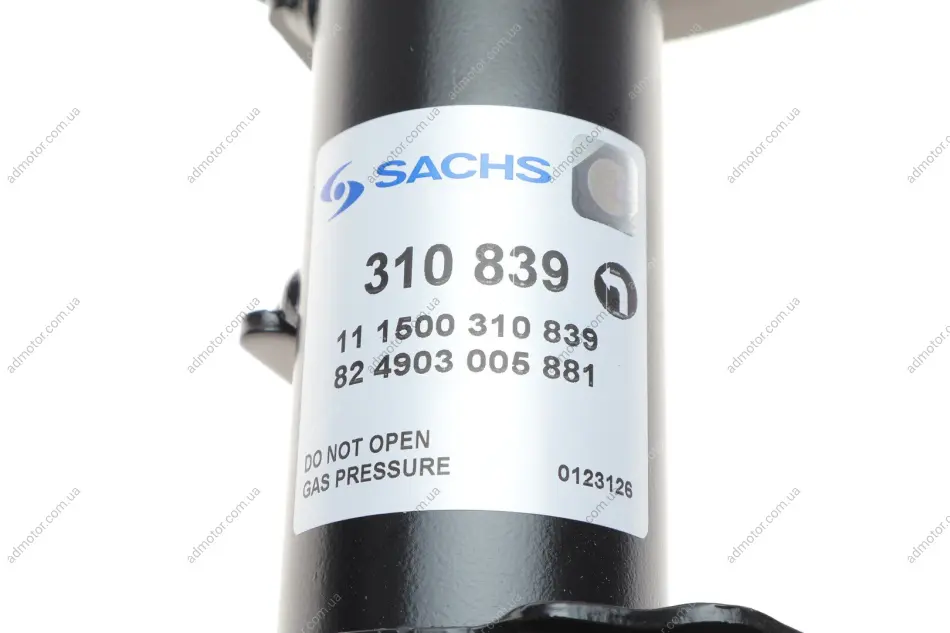 SACHS
310 839
11 1500 310 839
82 4903 005 881
DO NOT OPEN
GAS PRESSURE
0123126
admotor.com.ua